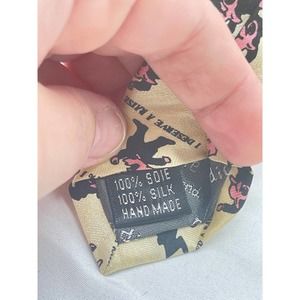 I DESERVE A RAISE
100% SOIE
100% SILK
HAND MADE